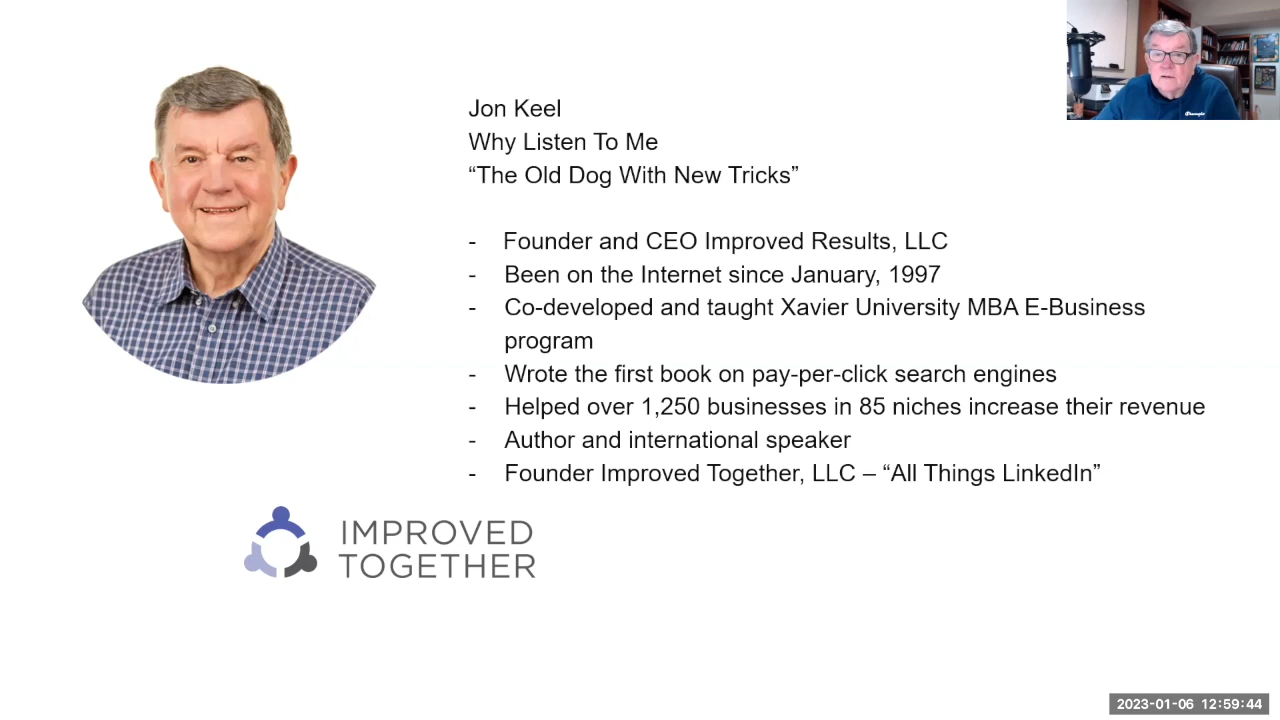 Jon Keel
Why Listen To Me
“The Old Dog With New Tricks”
- Founder and CEO Improved Results, LLC
- Been on the Internet since January, 1997
- Co-developed and taught Xavier University MBA E-Business
program
- Wrote the first book on pay-per-click search engines
- Helped over 1,250 businesses in 85 niches increase their revenue
- Author and international speaker
- Founder Improved Together, LLC – “All Things LinkedIn”
IMPROVED
TOGETHER
Champion
2023-01-06 12:59:44